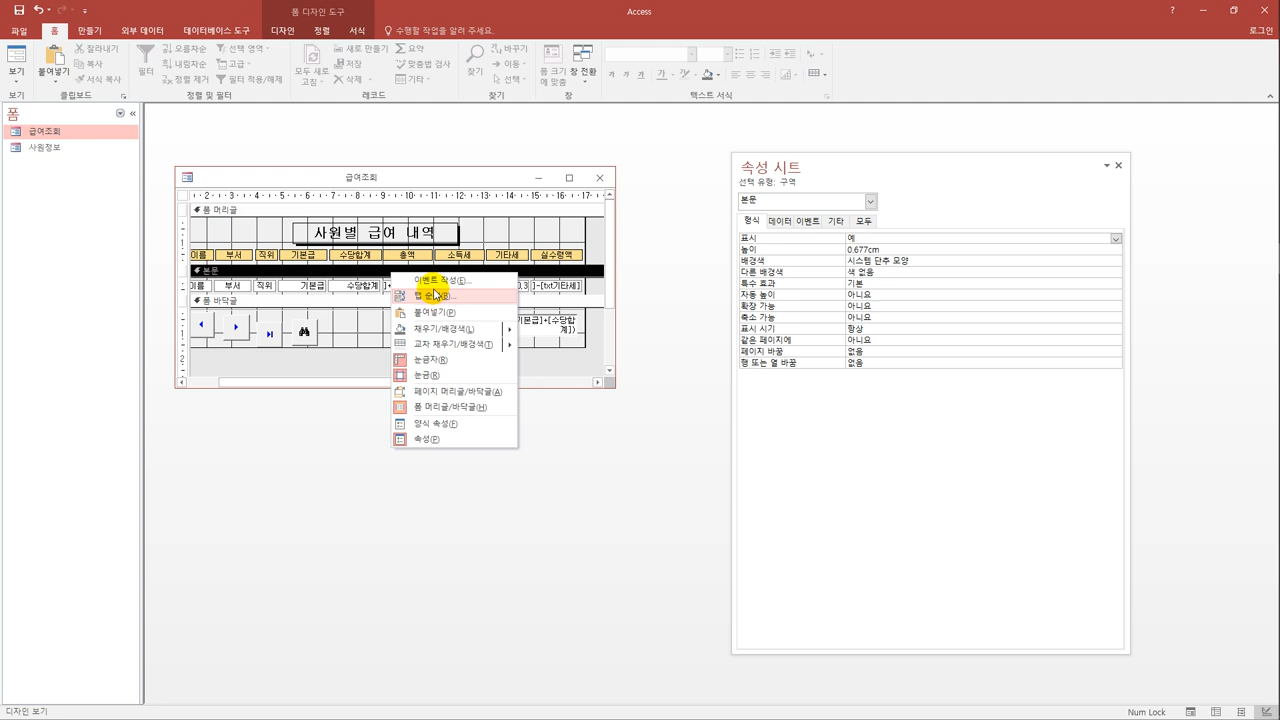 폼 디자인 도구
Access
파일
홈
만들기
외부 데이터
데이터베이스 도구
디자인
정렬
서식
수행할 작업을 알려 주세요.
로그인
보기
붙여넣기
잘라내기
복사
서식 복사
필터
오름차순
내림차순
정렬 제거
선택 영역
고급
필터 적용/해제
모두 새로 고침
새로 만들기
저장
삭제
요약
맞춤법 검사
기타
찾기
바꾸기
이동
선택
폼 크기에 맞춤
창 전환
보기
클립보드
정렬 및 필터
레코드
찾기
창
텍스트 서식
폼
급여조회
사원정보
급여조회
폼 머리글
사원별 급여 내역
이름 부서 직위 기본급 수당합계 총액 소득세 기타세 실수령액
본문
이름 부서 직위 기본급 수당합계
]-[txt기타세]
폼 바닥글
기본급]+[수당합계])
이벤트 작성(E)...
탭 순
붙여넣기(P)
채우기/배경색(L)
교차 채우기/배경색(T)
눈금자(R)
눈금(R)
페이지 머리글/바닥글(A)
폼 머리글/바닥글(H)
양식 속성(F)
속성(P)
속성 시트
선택 유형: 구역
본문
형식 데이터 이벤트 기타 모두
표시 예
높이 0.677cm
배경색 시스템 단추 모양
다른 배경색 색 없음
특수 효과 기본
자동 높이 아니요
확장 가능 아니요
축소 가능 아니요
표시 시기 항상
같은 페이지에 아니요
페이지 바꿈 없음
행 또는 열 바꿈 없음
디자인 보기
Num Lock